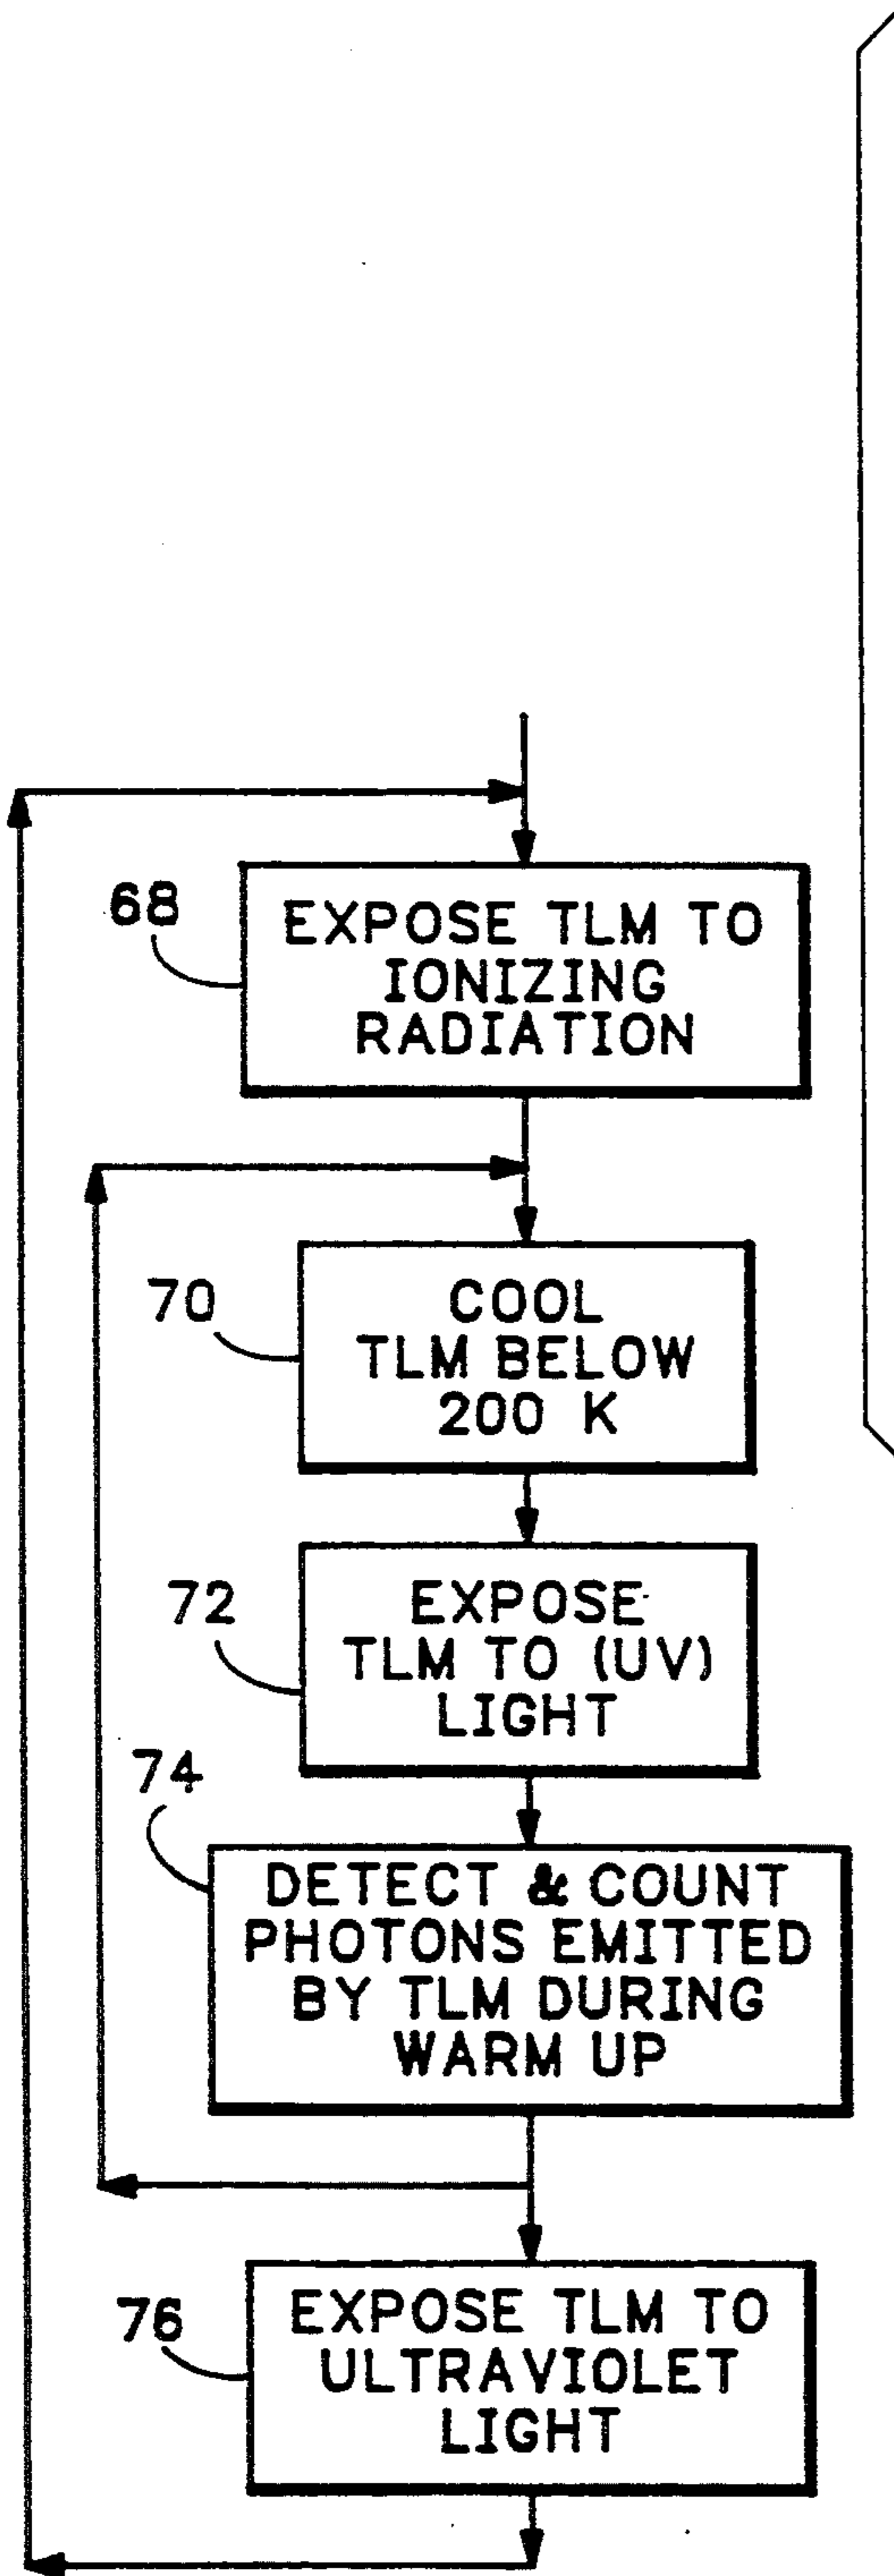 68
EXPOSE TLM TO
IONIZING
RADIATION
70
COOL
TLM BELOW
200 K
72
EXPOSE
TLM TO (UV)
LIGHT
74
DETECT & COUNT
PHOTONS EMITTED
BY TLM DURING
WARM UP
76
EXPOSE TLM TO
ULTRAVIOLET
LIGHT